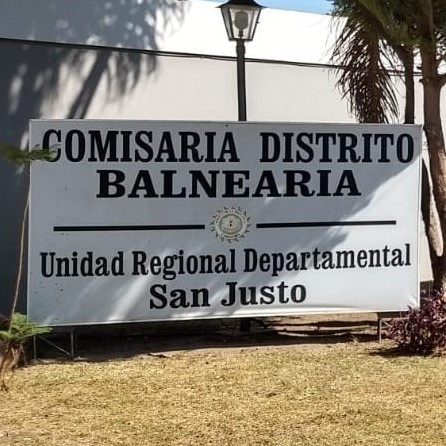 COMISARIA DISTRITO
BALNEARIA
Unidad Regional Departamental
San Justo